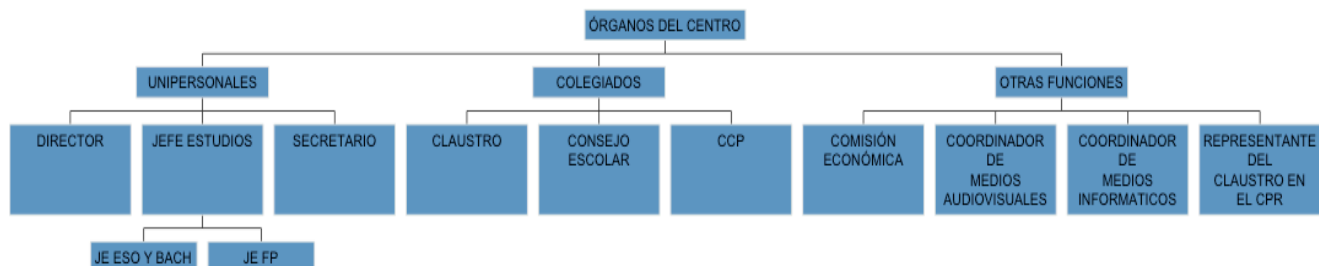 ÓRGANOS DEL CENTRO
UNIPERSONALES
COLEGIADOS
OTRAS FUNCIONES
DIRECTOR
JEFE ESTUDIOS
SECRETARIO
CLAUSTRO
CONSEJO
ESCOLAR
CCP
COMISIÓN
ECONÓMICA
COORDINADOR
DE
MEDIOS
AUDIOVISUALES
COORDINADOR
DE
MEDIOS
INFORMATICOS
REPRESENTANTE
DEL
CLAUSTRO EN
EL CPR
JE ESO Y BACH
JE FP